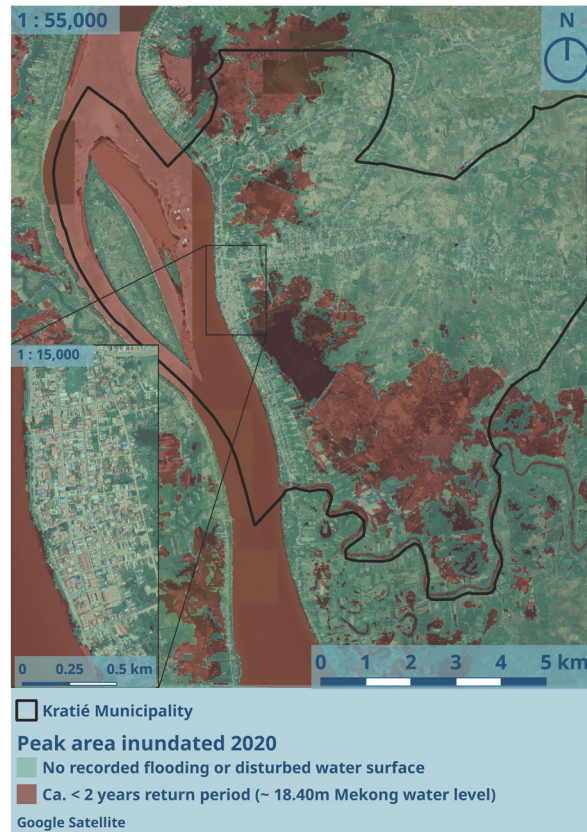 1 : 55,000
N
1 : 15,000
0 0.25 0.5 km
0 1 2 3 4 5 km
Kratié Municipality
Peak area inundated 2020
No recorded flooding or disturbed water surface
Ca. < 2 years return period (~ 18.40m Mekong water level)
Google Satellite